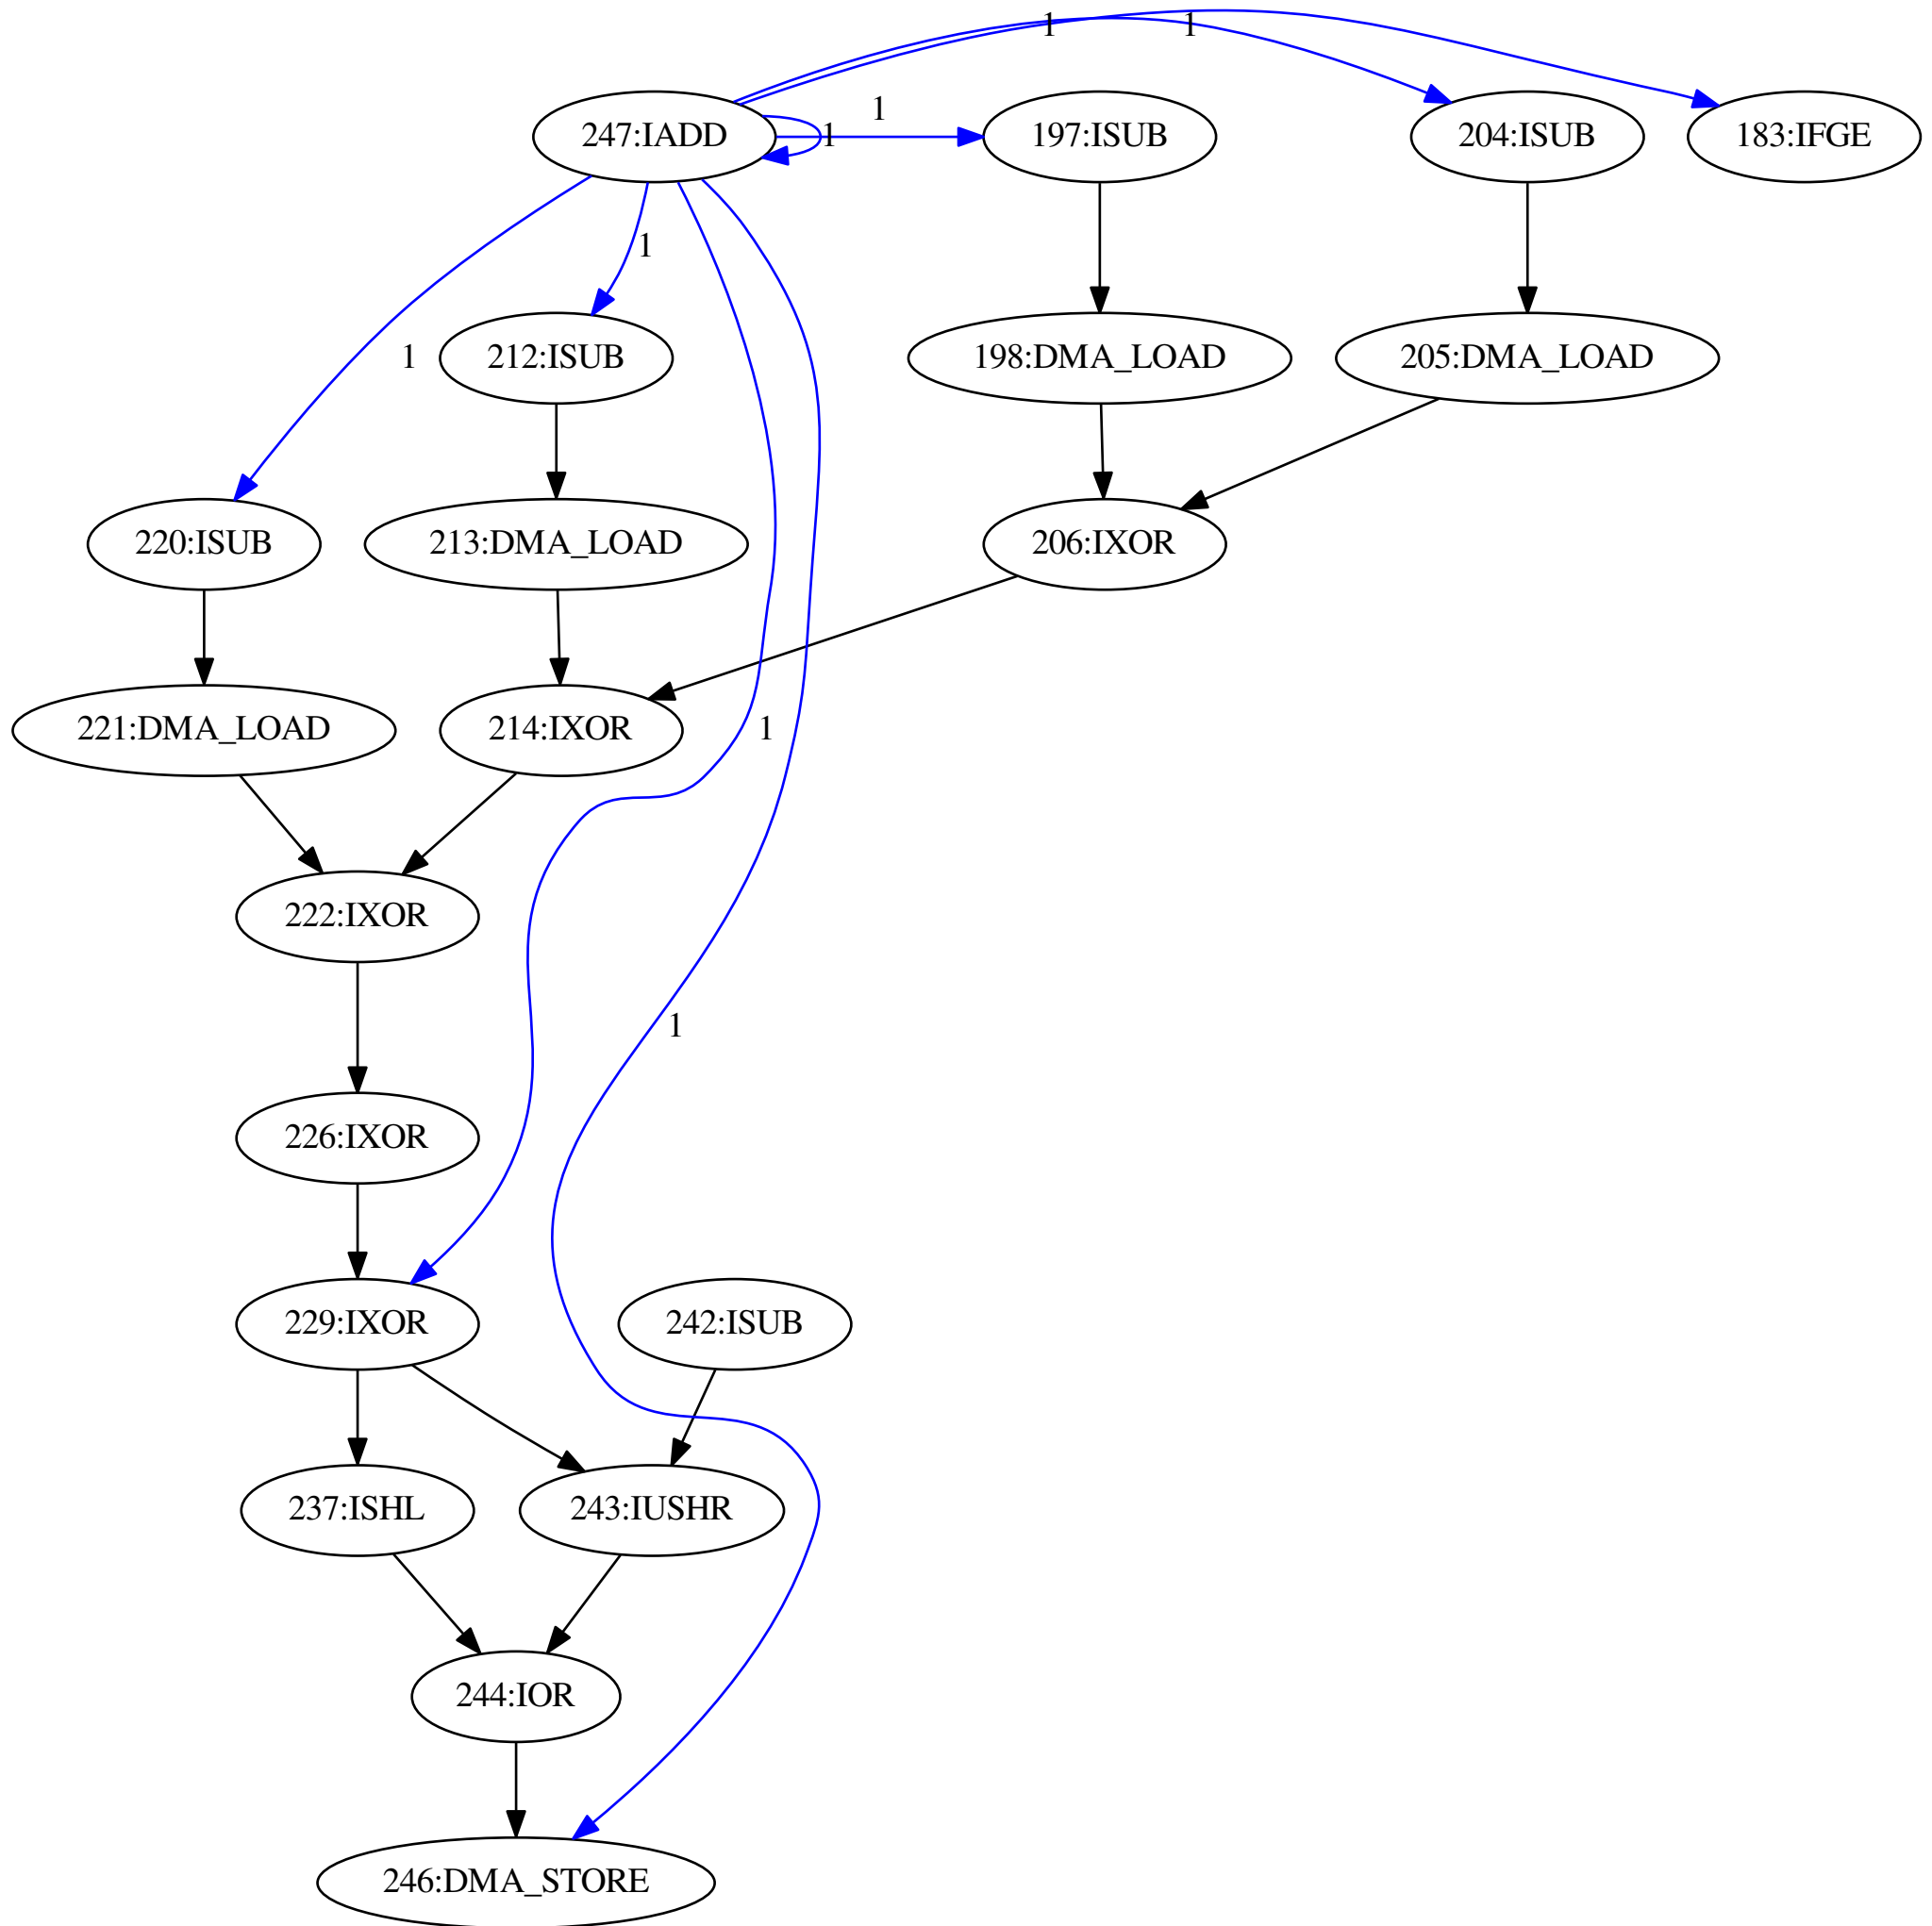 1 1
1
247:IADD 1 197:ISUB 204:ISUB 183:IFGE
1
1 212:ISUB 198:DMA_LOAD 205:DMA_LOAD
220:ISUB 213:DMA_LOAD 206:IXOR
221:DMA_LOAD 214:IXOR 1
222:IXOR
1
226:IXOR
229:IXOR 242:ISUB
237:ISHL 243:IUSHR
244:IOR
246:DMA_STORE